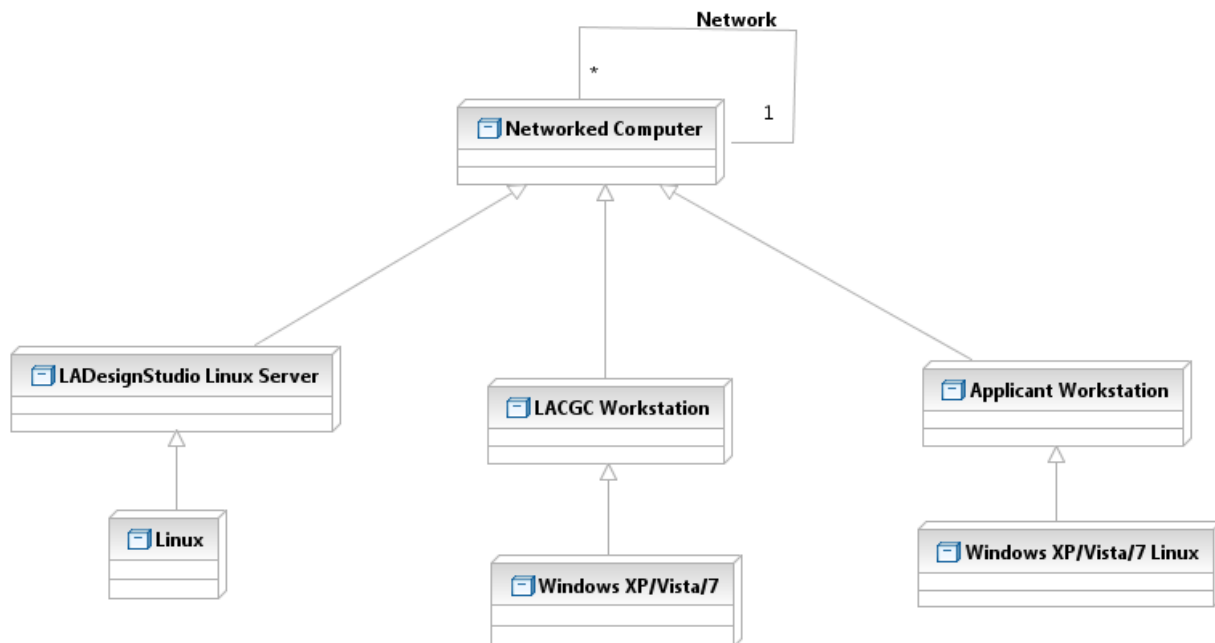 Network
*
1
Networked Computer
LADesignStudio Linux Server
LACGC Workstation
Applicant Workstation
Linux
Windows XP/Vista/7
Windows XP/Vista/7 Linux